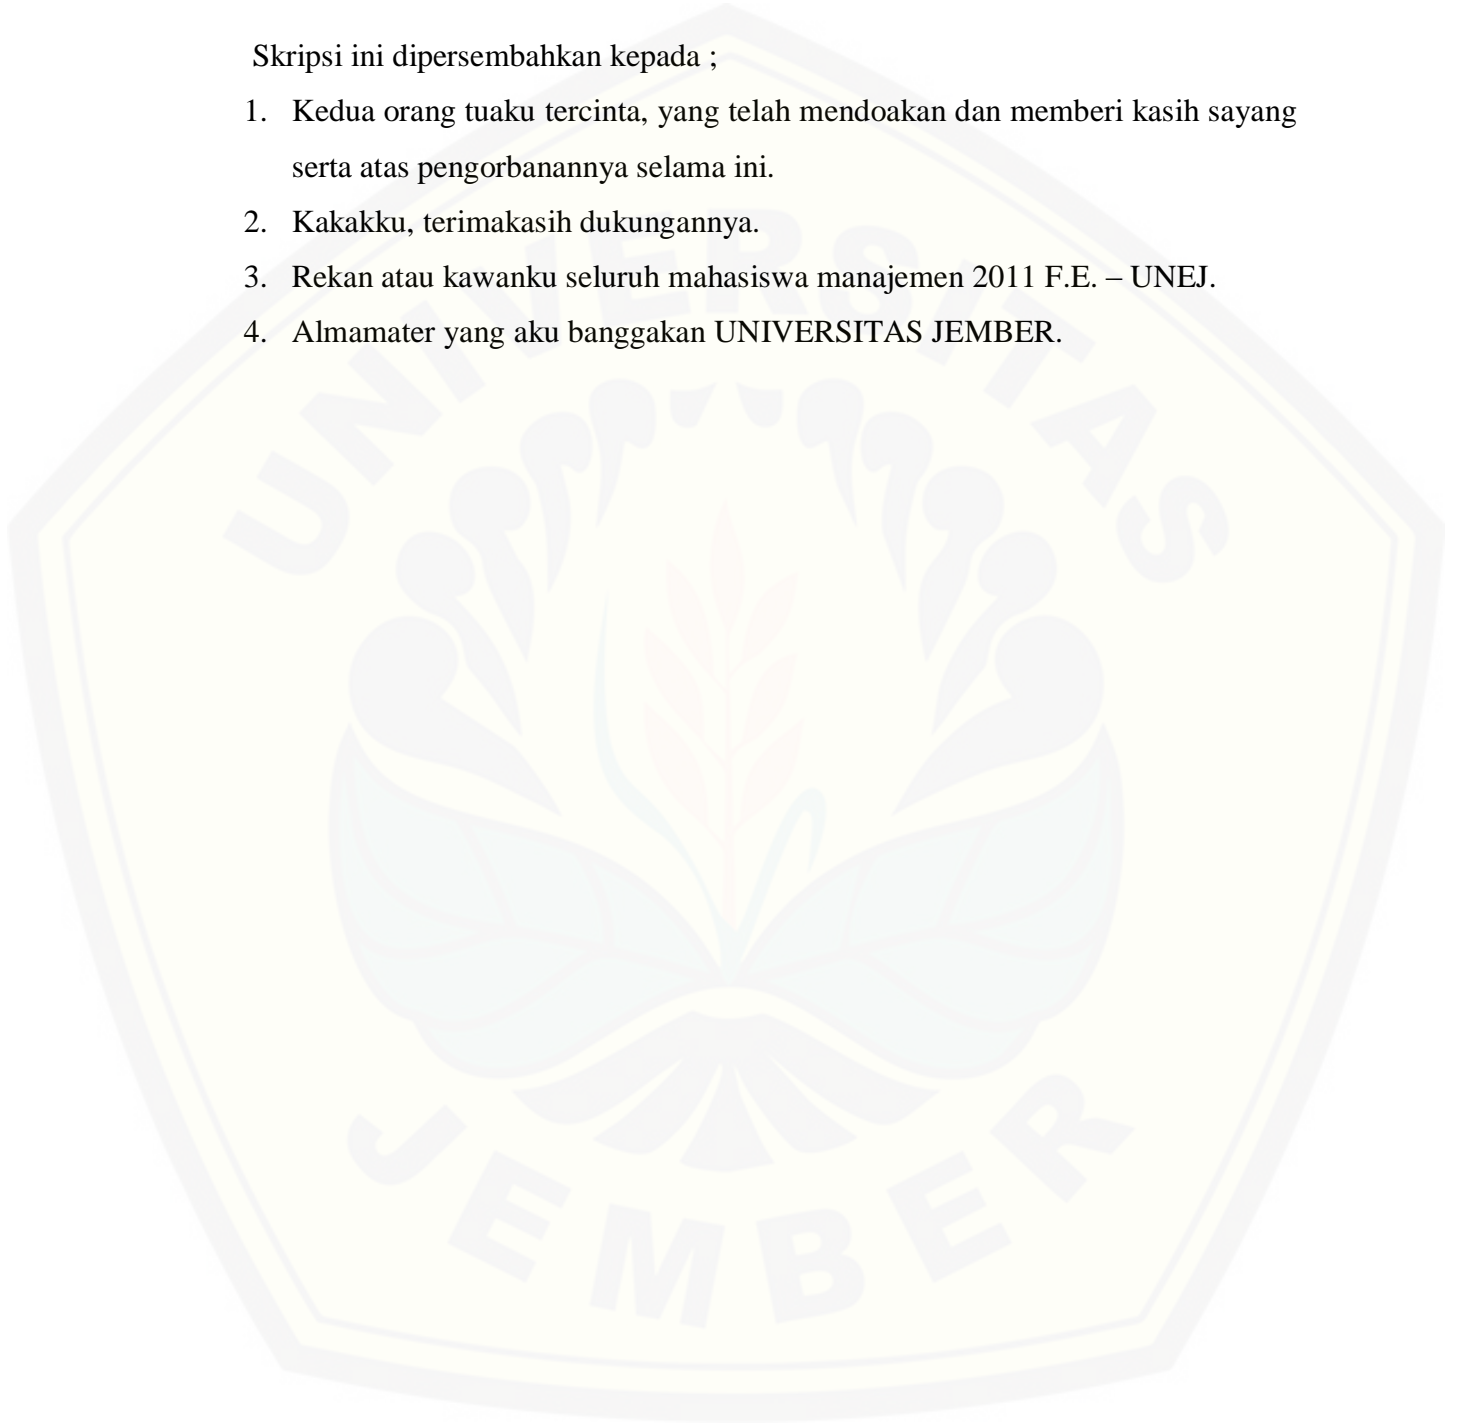 Skripsi ini dipersembahkan kepada ;
1. Kedua orang tuaku tercinta, yang telah mendoakan dan memberi kasih sayang
serta atas pengorbanannya selama ini.
2. Kakakku, terimakasih dukungannya.
3. Rekan atau kawanku seluruh mahasiswa manajemen 2011 F.E. – UNEJ.
4. Almamater yang aku banggakan UNIVERSITAS JEMBER.
UNIVERSITAS
JEMBER